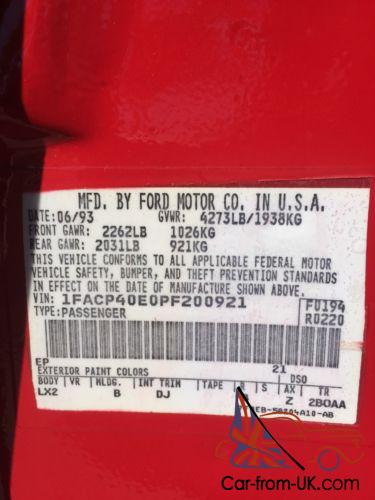 MFD. BY FORD MOTOR CO. IN U.S.A.
DATE: 06/93 GVWR: 4273LB/1938KG
FRONT GAWR: 2262LB 1026KG
REAR GAWR: 2031LB 921KG
THIS VEHICLE CONFORMS TO ALL APPLICABLE FEDERAL MOTOR
VEHICLE SAFETY, BUMPER, AND THEFT PREVENTION STANDARDS
IN EFFECT ON THE DATE OF MANUFACTURE SHOWN ABOVE.
VIN: 1FACP40E0PF200921 F0194
TYPE: PASSENGER R0220
EP 21
EXTERIOR PAINT COLORS DSO
BODY VR MLDG. INT TRIM TAPE S AX TR
LX2 B DJ Z 2BOAA
Car-from-UK.com